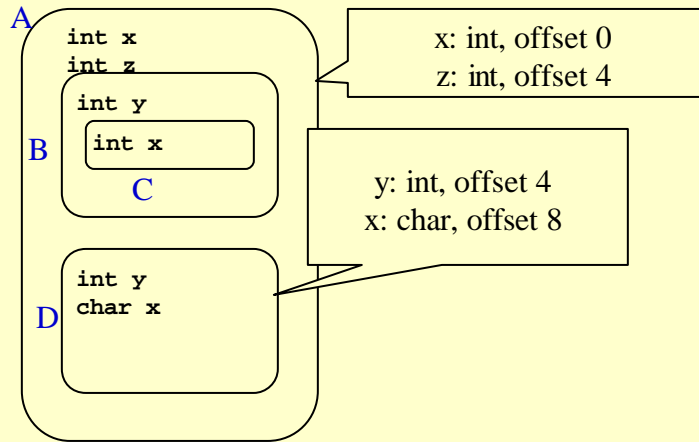 A
int x
int z
x: int, offset 0
z: int, offset 4
int y
B
int x
C
y: int, offset 4
x: char, offset 8
int y
char x
D